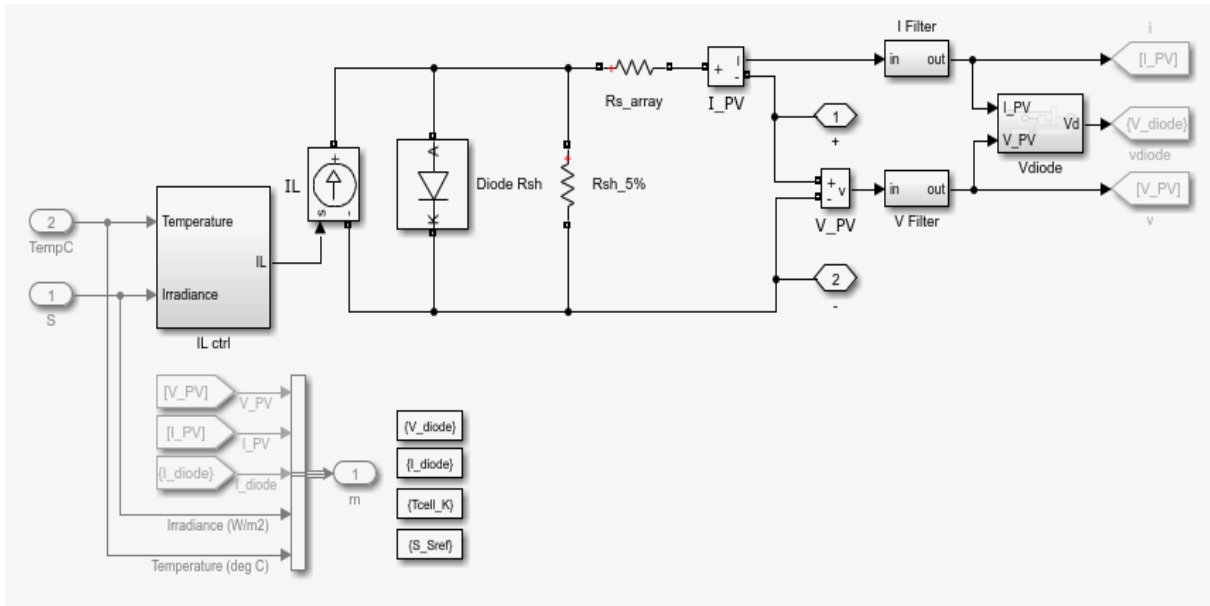 I Filter
i
in out
[I_PV]
+ I
-
Rs_array
I_PV
1
+
I_PV
V_PV
Vd
{V_diode}
vdiode
Vdiode
IL
+
s -
A
K
Diode Rsh
Rsh_5%
+
- v
V_PV
in out
V Filter
[V_PV]
v
2
TempC
Temperature
IL
1
S
Irradiance
IL ctrl
2
-
[V_PV]
V_PV
[I_PV]
I_PV
{I_diode}
I_diode
Irradiance (W/m2)
Temperature (deg C)
1
m
{V_diode}
{I_diode}
{Tcell_K}
{S_Sref}